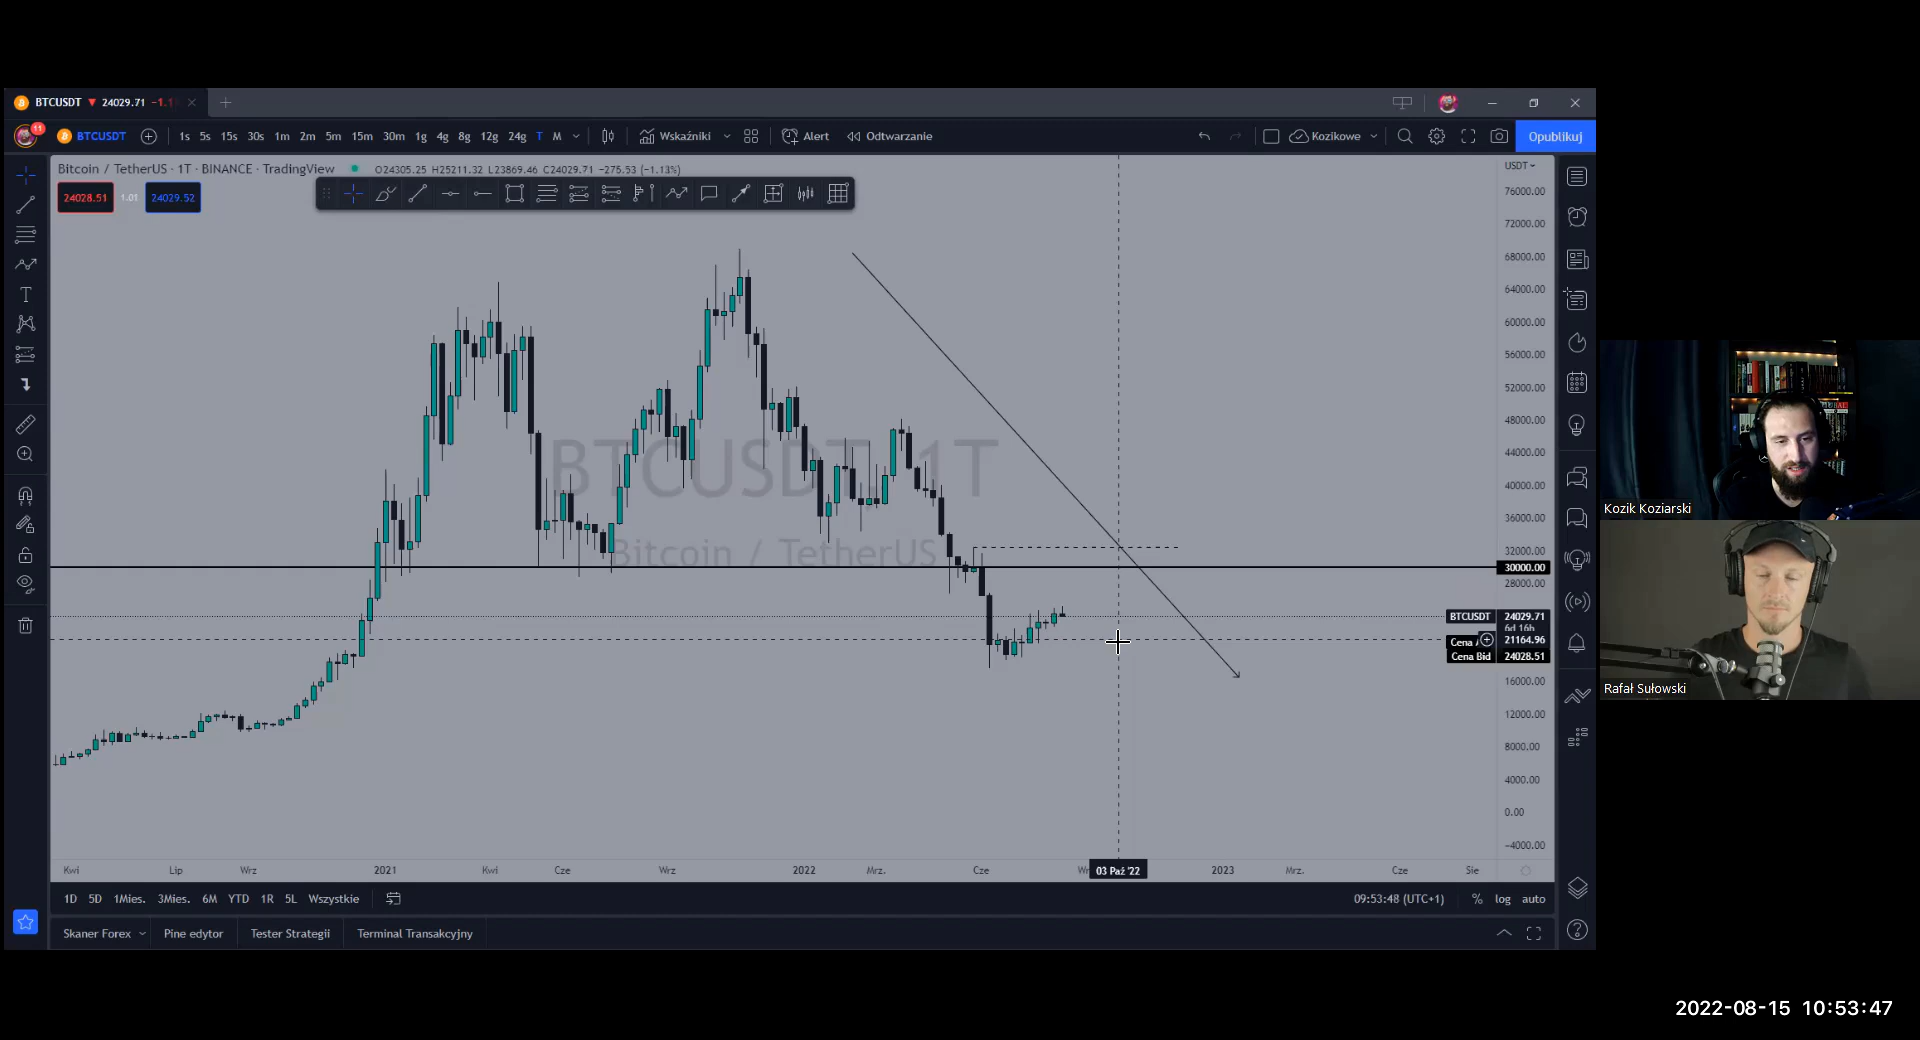 BTCUSDT ▼ 24029.71 −1.1
11 BTCUSDT 1s 5s 15s 30s 1m 2m 5m 15m 30m 1g 4g 8g 12g 24g T M Wskaźniki Alert Odtwarzanie Kozikowe Opublikuj
Bitcoin / TetherUS · 1T · BINANCE · TradingView O24305.25 H25211.32 L23869.46 C24029.71 −275.53 (−1.13%)
USDT
24028.51 1.01 24029.52
76000.00
72000.00
68000.00
64000.00
60000.00
56000.00
52000.00
48000.00
BTCUSDT, 1T
44000.00
40000.00
36000.00
Bitcoin / TetherUS
32000.00
30000.00
28000.00
BTCUSDT 24029.71
6d 16h
Cena 21164.96
Cena Bid 24028.51
16000.00
12000.00
8000.00
4000.00
0.00
−4000.00
Kwi Lip Wrz 2021 Kwi Cze Wrz 2022 Mrz. Cze 03 Paź '22 2023 Mrz. Cze Sie
1D 5D 1Mies. 3Mies. 6M YTD 1R 5L Wszystkie 09:53:48 (UTC+1) % log auto
Skaner Forex Pine edytor Tester Strategii Terminal Transakcyjny
Kozik Koziarski
Rafał Sułowski
2022-08-15 10:53:47